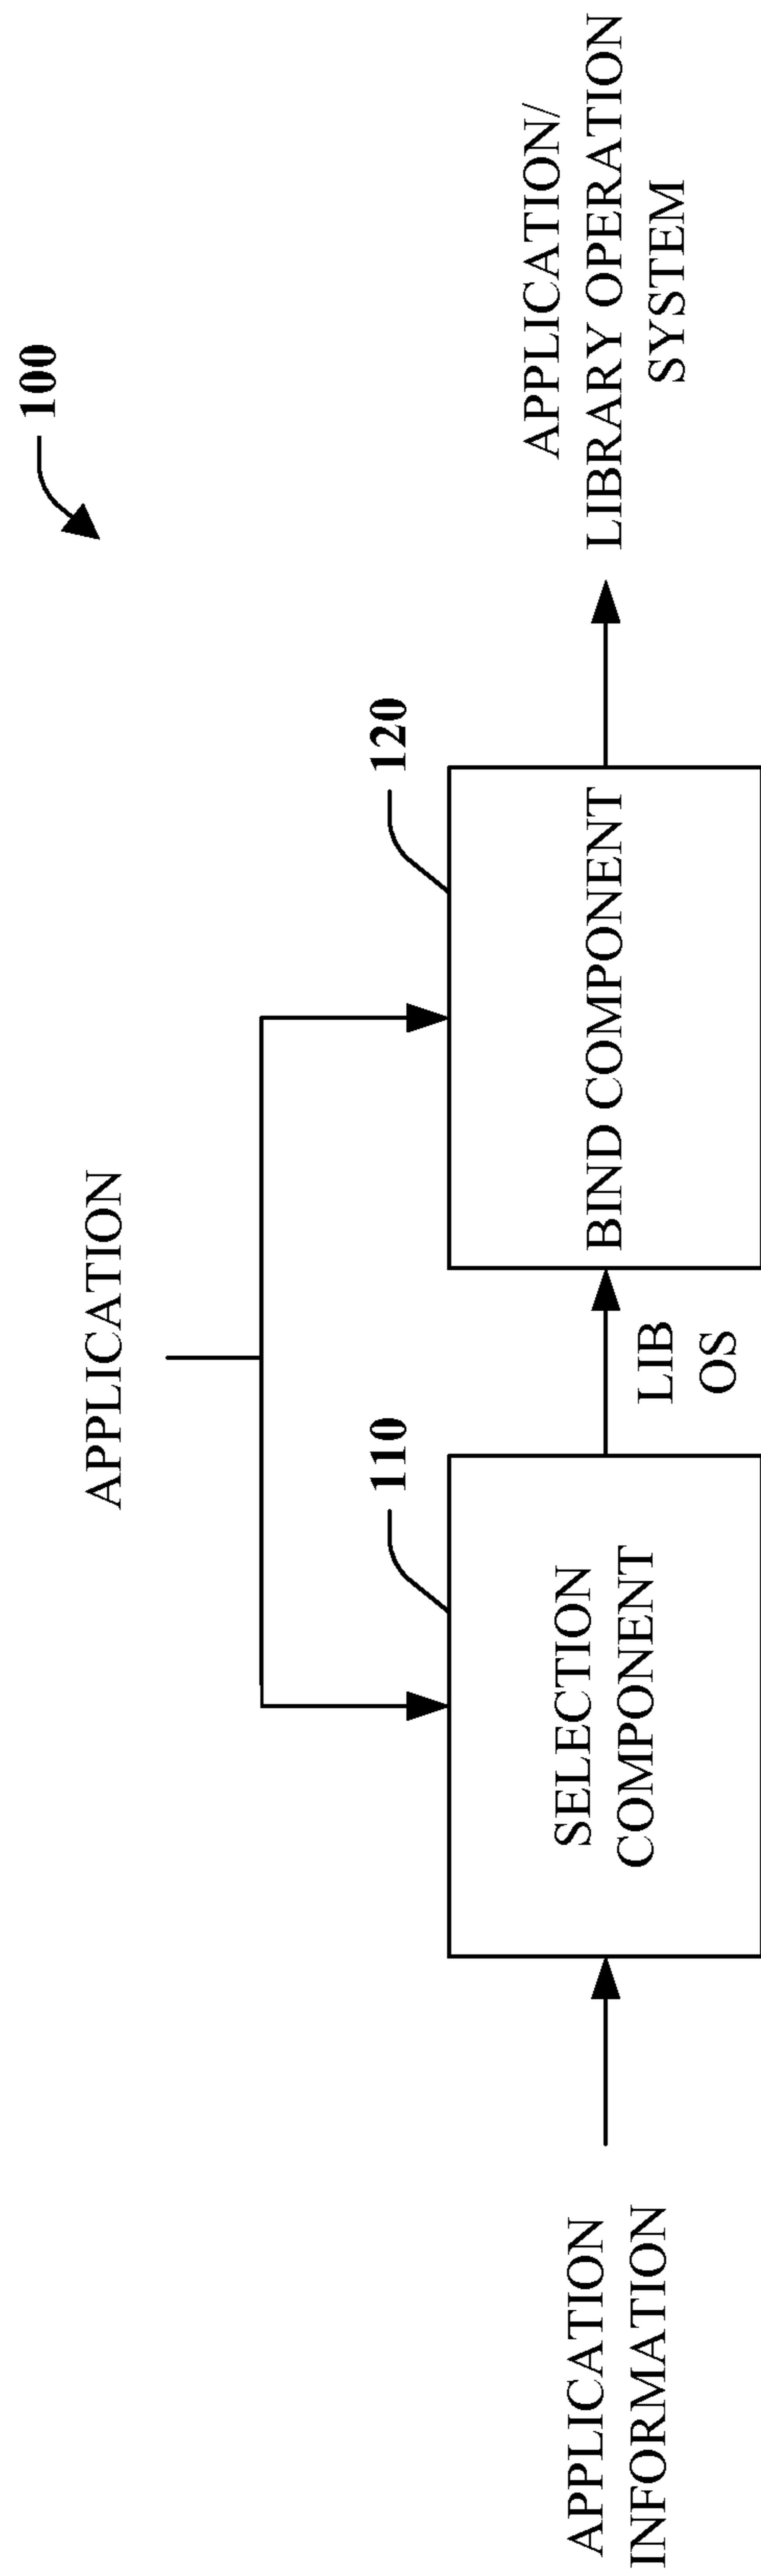 100
APPLICATION
110
120
APPLICATION
INFORMATION
SELECTION
COMPONENT
LIB
OS
BIND COMPONENT
APPLICATION/
LIBRARY OPERATION
SYSTEM